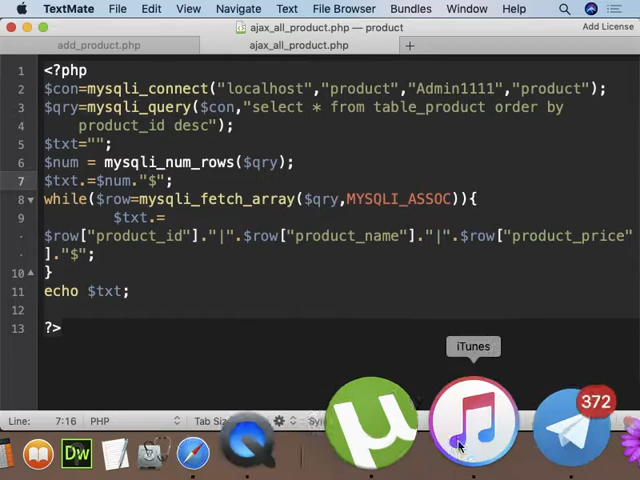 TextMate File Edit View Navigate Text File Browser Bundles Window Help
ajax_all_product.php — product
Add License
add_product.php
ajax_all_product.php
1 <?php
2 $con=mysqli_connect("localhost","product","Admin1111","product");
3 $qry=mysqli_query($con,"select * from table_product order by
4 product_id desc");
5 $txt="";
6 $num = mysqli_num_rows($qry);
7 $txt.=$num."$";
8 while($row=mysqli_fetch_array($qry,MYSQLI_ASSOC)){
9 $txt.=
$row["product_id"]."|".$row["product_name"]."|".$row["product_price"
]."$";
10 }
11 echo $txt;
12
13 ?>
iTunes
372
Line: 7:16 PHP
Tab Siz
Dw